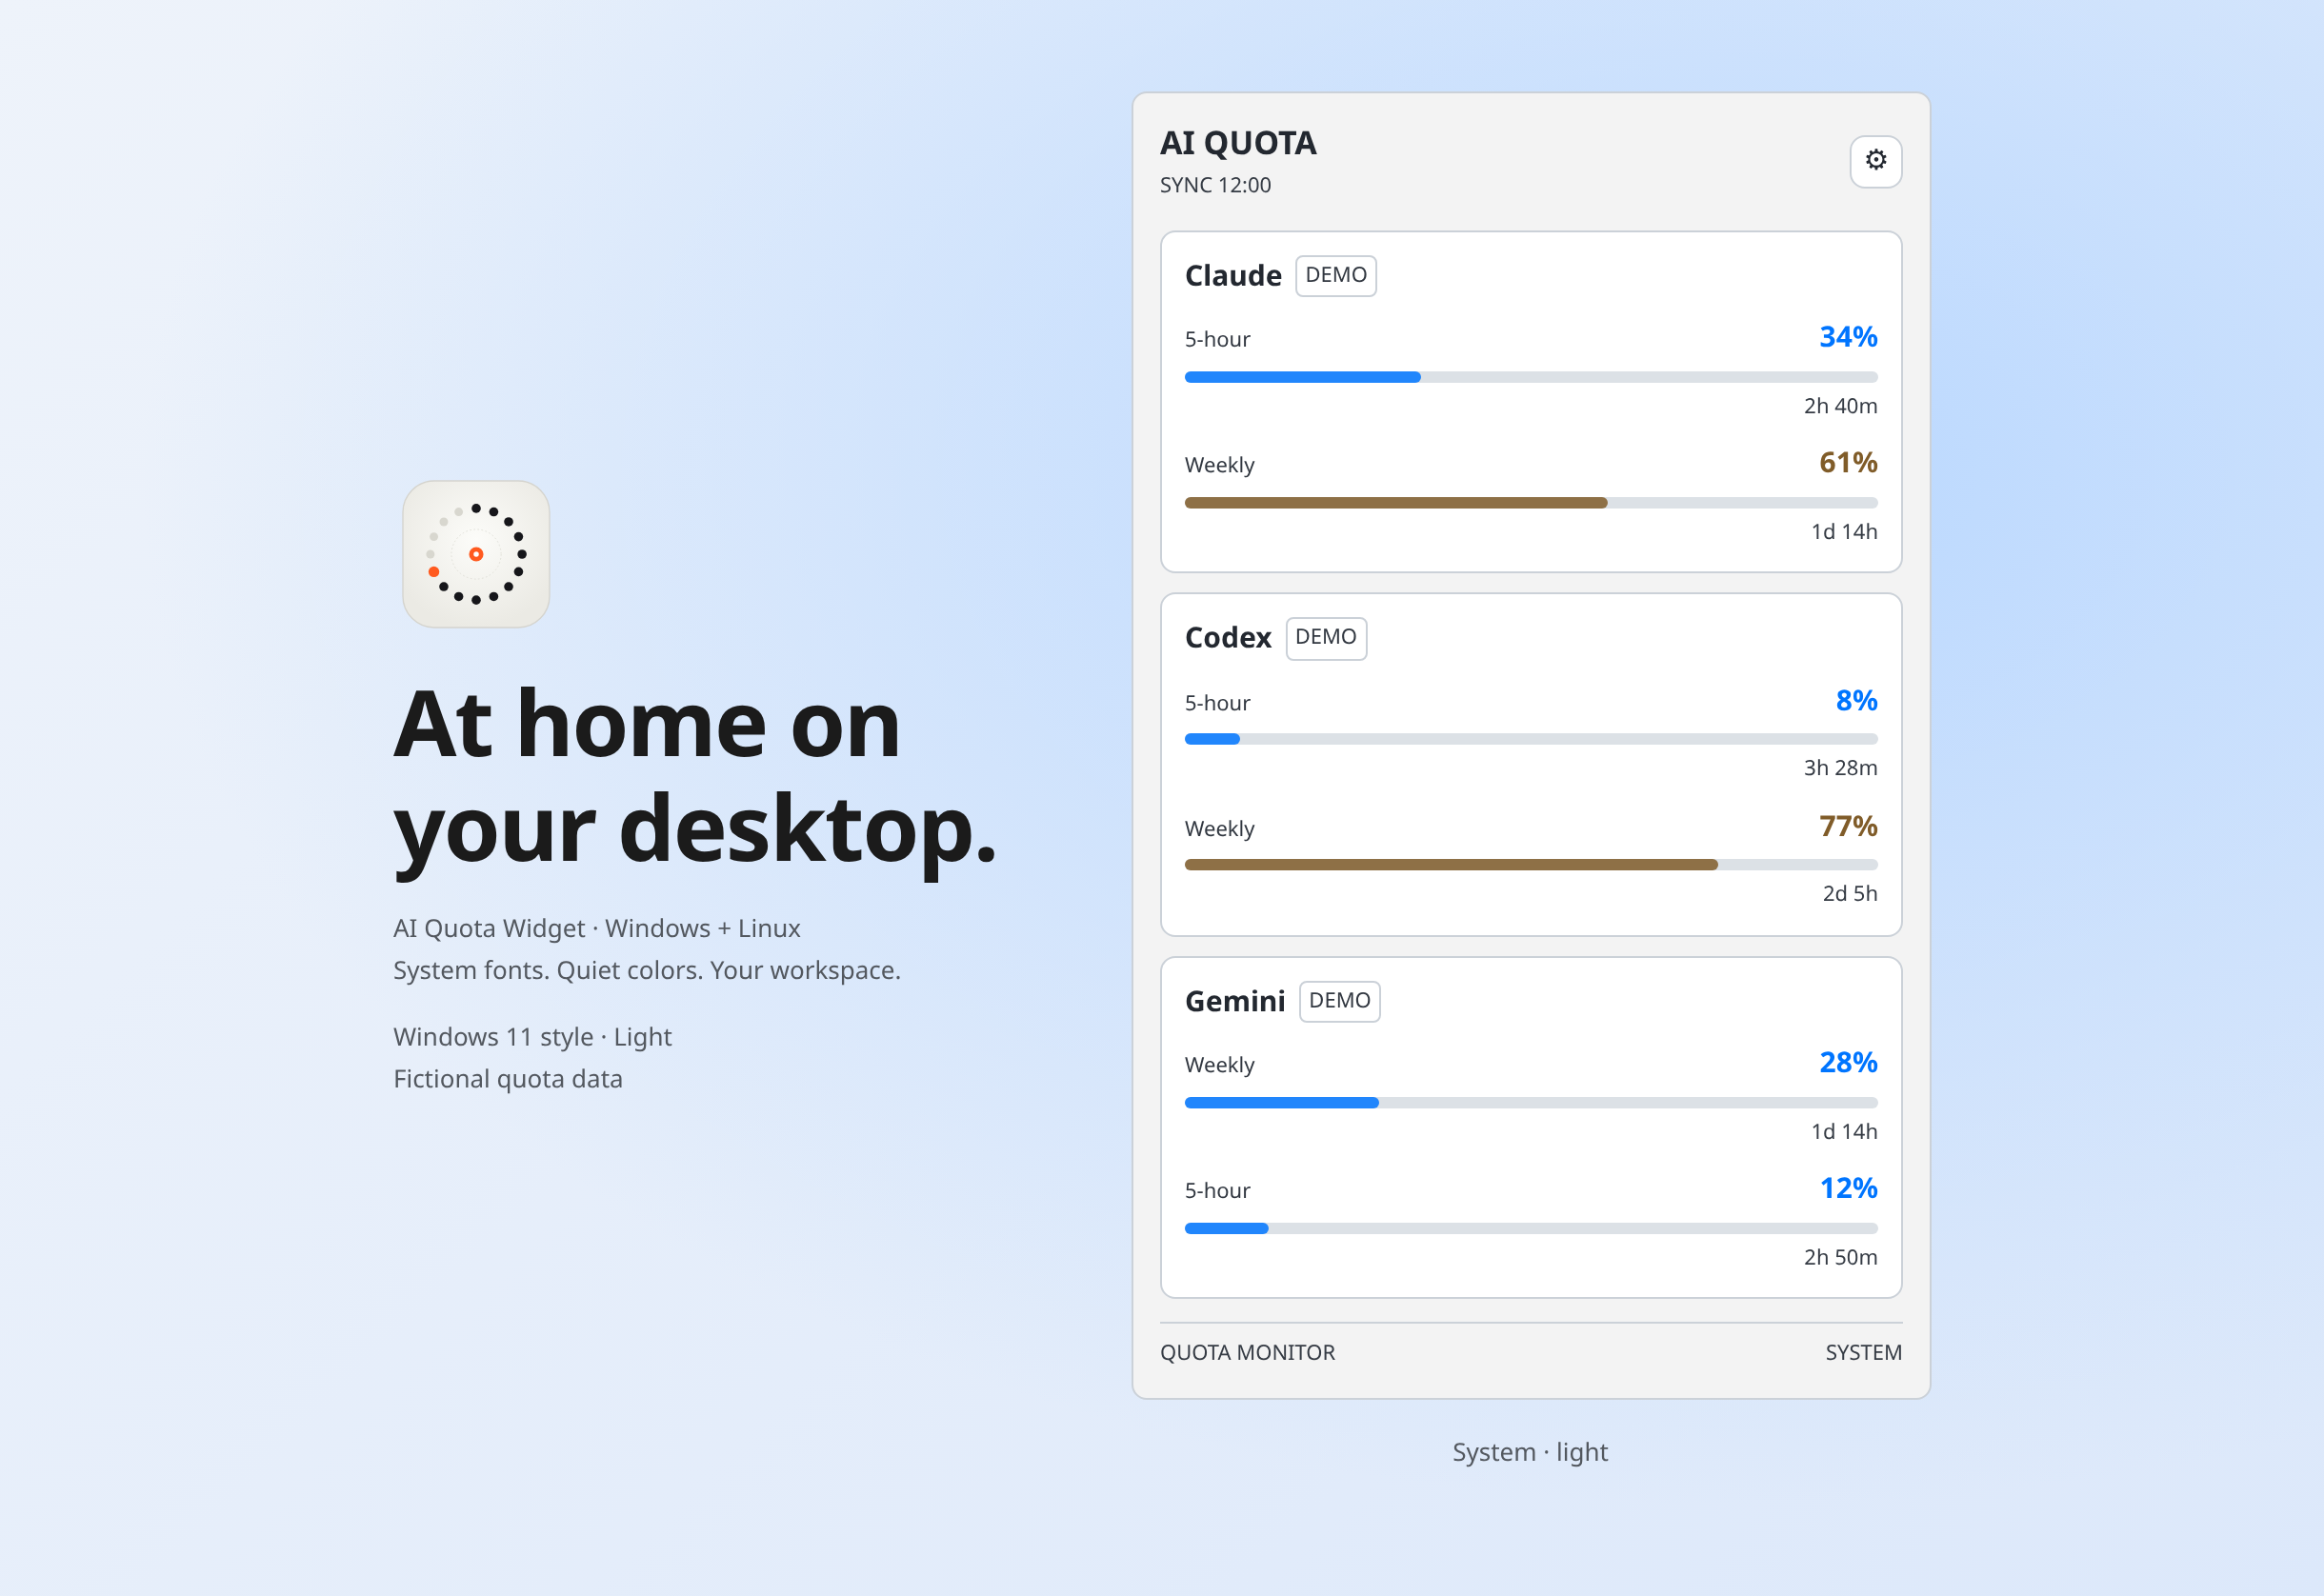 At home on
your desktop.
AI Quota Widget · Windows + Linux
System fonts. Quiet colors. Your workspace.
Windows 11 style · Light
Fictional quota data
AI QUOTA
SYNC 12:00
⚙
Claude DEMO
5-hour 34%
2h 40m
Weekly 61%
1d 14h
Codex DEMO
5-hour 8%
3h 28m
Weekly 77%
2d 5h
Gemini DEMO
Weekly 28%
1d 14h
5-hour 12%
2h 50m
QUOTA MONITOR SYSTEM
System · light